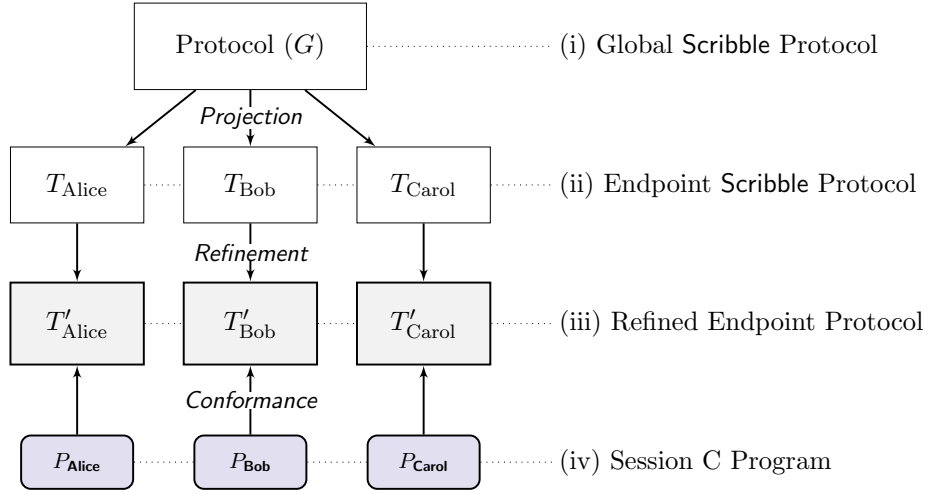 Protocol (G) (i) Global Scribble Protocol
Projection
T_Alice T_Bob T_Carol (ii) Endpoint Scribble Protocol
Refinement
T′_Alice T′_Bob T′_Carol (iii) Refined Endpoint Protocol
Conformance
P_Alice P_Bob P_Carol (iv) Session C Program